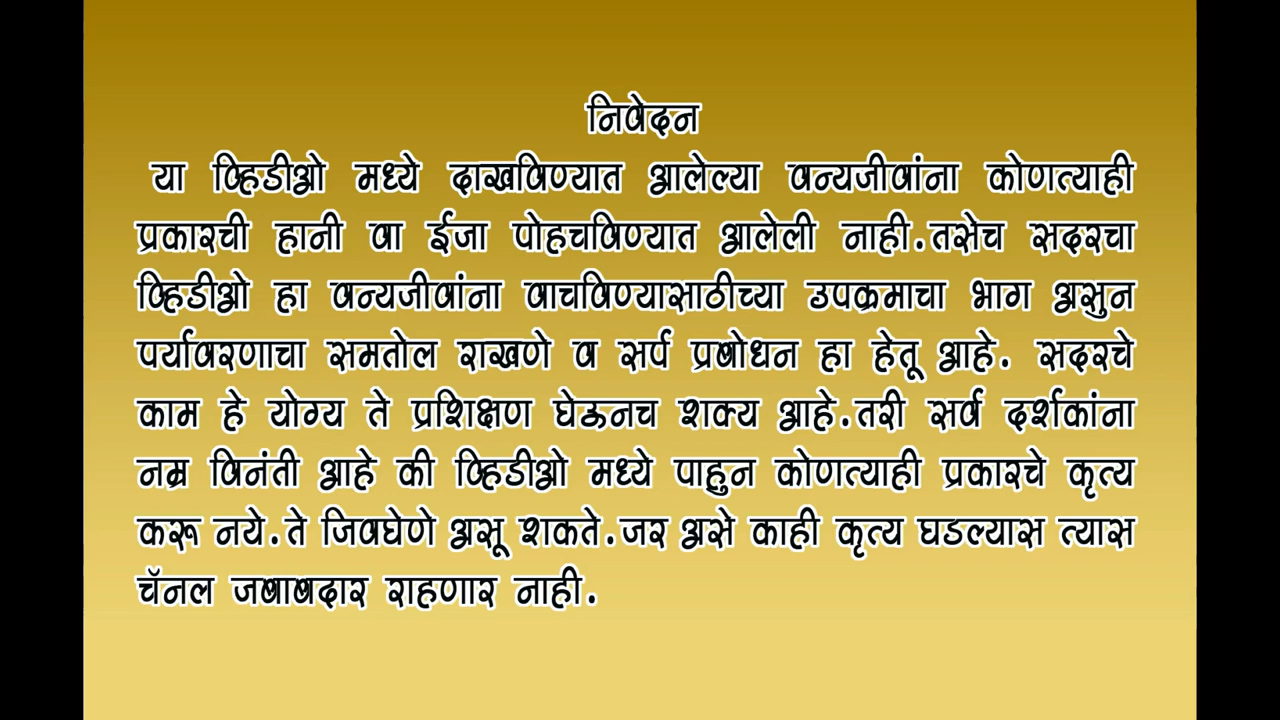 निवेदन
या व्हिडीओ मध्ये दाखविण्यात आलेल्या वन्यजीवांना कोणत्याही
प्रकारची हानी वा ईजा पोहचविण्यात आलेली नाही.तसेच सदरचा
व्हिडीओ हा वन्यजीवांना वाचविण्यासाठीच्या उपक्रमाचा भाग असुन
पर्यावरणाचा समतोल राखणे व सर्प प्रबोधन हा हेतू आहे. सदरचे
काम हे योग्य ते प्रशिक्षण घेऊनच शक्य आहे.तरी सर्व दर्शकांना
नम्र विनंती आहे की व्हिडीओ मध्ये पाहुन कोणत्याही प्रकारचे कृत्य
करू नये.ते जिवघेणे असू शकते.जर असे काही कृत्य घडल्यास त्यास
चॅनल जबाबदार राहणार नाही.